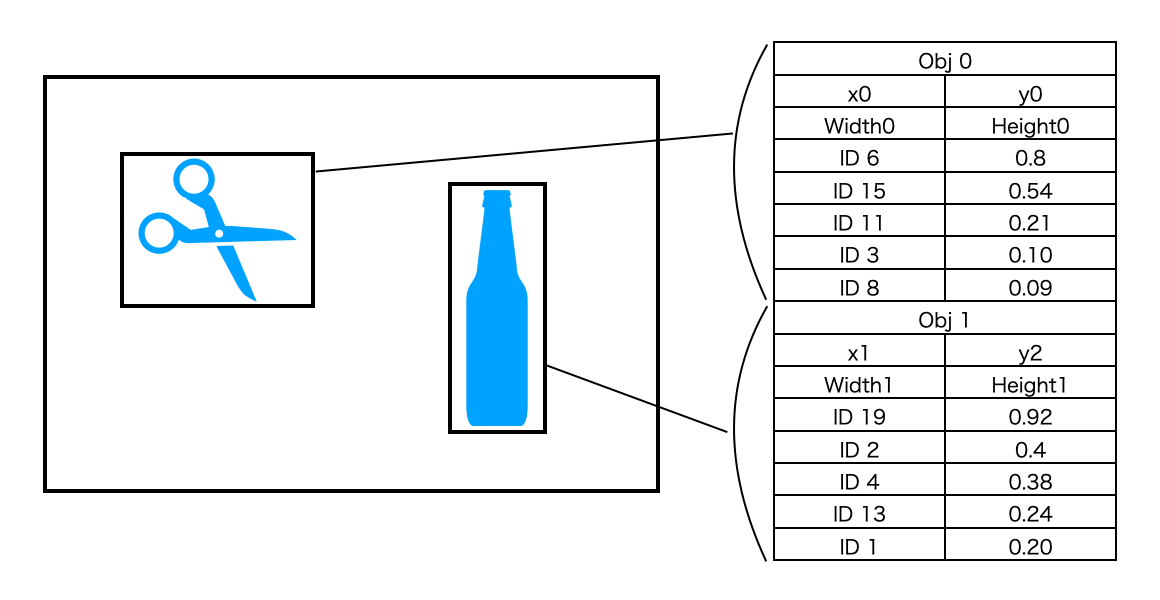 Obj 0
x0 y0
Width0 Height0
ID 6 0.8
ID 15 0.54
ID 11 0.21
ID 3 0.10
ID 8 0.09
Obj 1
x1 y2
Width1 Height1
ID 19 0.92
ID 2 0.4
ID 4 0.38
ID 13 0.24
ID 1 0.20